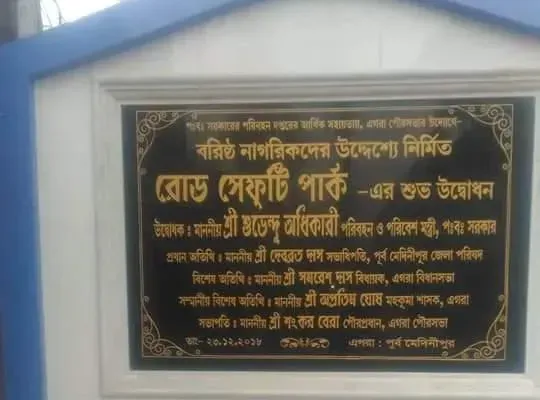 পঃবঃ সরকারের পরিবহন দপ্তরের আর্থিক সহায়তায়, এগরা পৌরসভার উদ্যোগে-
বরিষ্ঠ নাগরিকদের উদ্দেশ্যে নির্মিত
রোড সেফ্‌টি পার্ক -এর শুভ উদ্বোধন
উদ্বোধক : মাননীয় শ্রী শুভেন্দু অধিকারী পরিবহন ও পরিবেশ মন্ত্রী, পঃবঃ সরকার
প্রধান অতিথি : মাননীয় শ্রী দেবব্রত দাস সভাধিপতি, পূর্ব মেদিনীপুর জেলা পরিষদ
বিশেষ অতিথি : মাননীয় শ্রী সমরেশ দাস বিধায়ক, এগরা বিধানসভা
সম্মানীয় বিশেষ অতিথি : মাননীয় শ্রী অপ্রতিম ঘোষ মহকুমা শাসক, এগরা
সভাপতি : মাননীয় শ্রী শংকর বেরা পৌরপ্রধান, এগরা পৌরসভা
তাং- ২৩.১২.২০১৮ এগরা : পূর্ব মেদিনীপুর